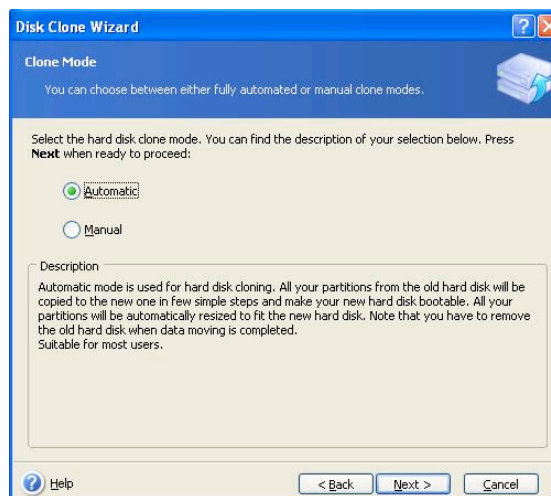 Disk Clone Wizard
Clone Mode
You can choose between either fully automated or manual clone modes.
Select the hard disk clone mode. You can find the description of your selection below. Press
Next when ready to proceed:
Automatic
Manual
Description
Automatic mode is used for hard disk cloning. All your partitions from the old hard disk will be
copied to the new one in few simple steps and make your new hard disk bootable. All your
partitions will be automatically resized to fit the new hard disk. Note that you have to remove
the old hard disk when data moving is completed.
Suitable for most users.
Help
< Back
Next >
Cancel